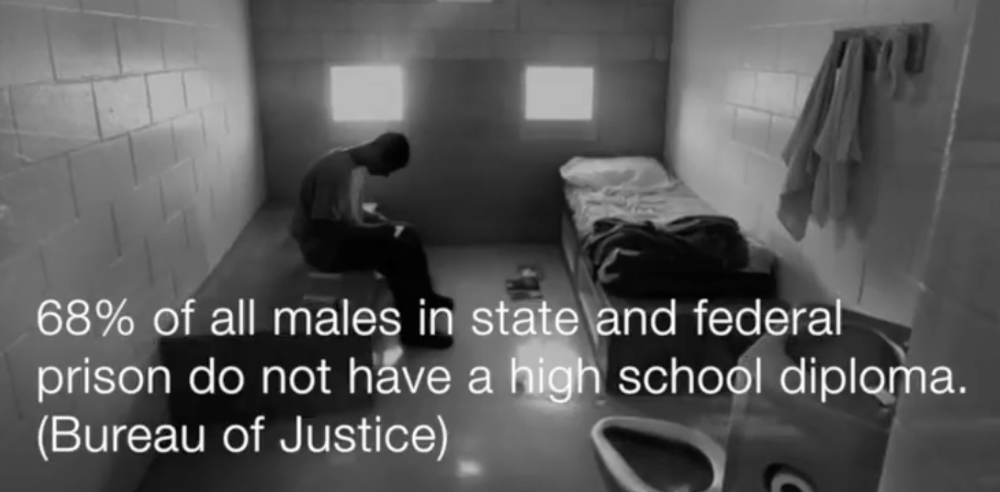 68% of all males in state and federal
prison do not have a high school diploma.
(Bureau of Justice)